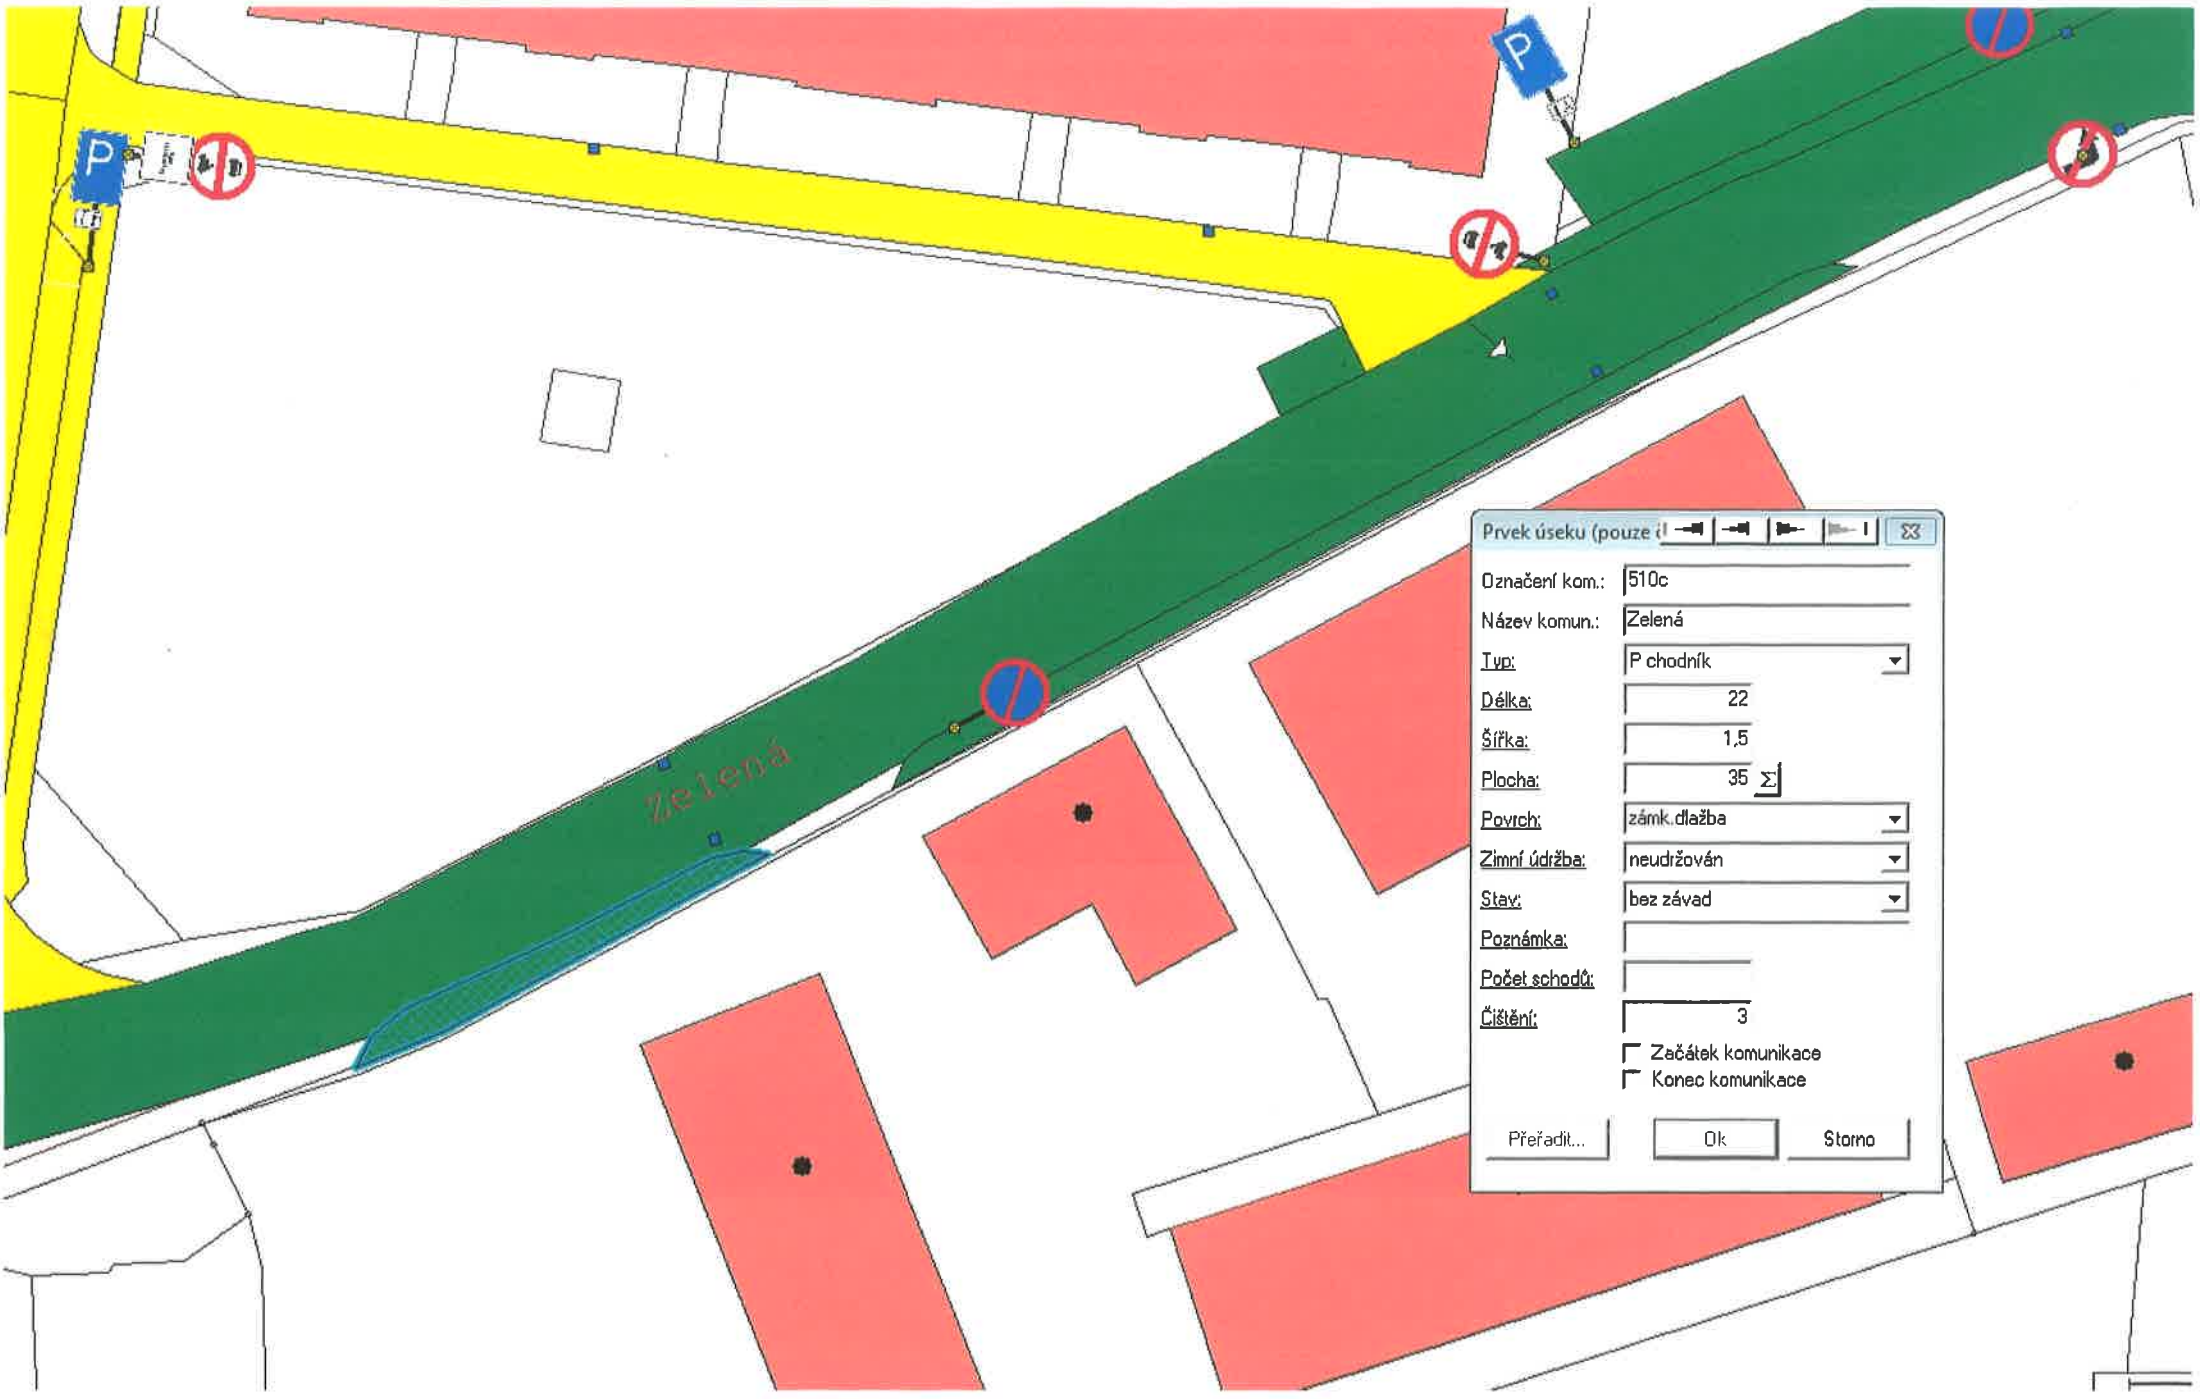 P
P
Zelená
Prvek úseku (pouze č
Označení kom.: 510c
Název komun.: Zelená
Typ: P chodník
Délka: 22
Šířka: 1,5
Plocha: 35 Σ
Povrch: zámk.dlažba
Zimní údržba: neudržován
Stav: bez závad
Poznámka:
Počet schodů:
Čištění: 3
Začátek komunikace
Konec komunikace
Přeřadit... Ok Storno